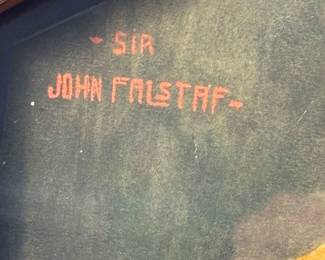 - SiR
JOHN FALSTAF-